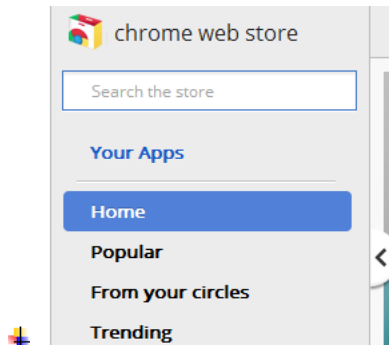 chrome web store
Search the store
Your Apps
Home
Popular
From your circles
Trending